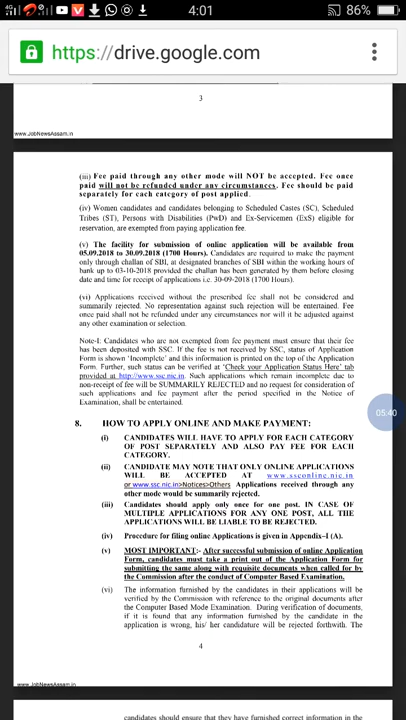 4G
4:01
86%
https://drive.google.com
3
www.JobNewsAssam.in
(iii) Fee paid through any other mode will NOT be accepted. Fee once
paid will not be refunded under any circumstances. Fee should be paid
separately for each category of post applied.
(iv) Women candidates and candidates belonging to Scheduled Castes (SC), Scheduled
Tribes (ST), Persons with Disabilities (PwD) and Ex-Servicemen (ExS) eligible for
reservation, are exempted from paying application fee.
(v) The facility for submission of online application will be available from
05.09.2018 to 30.09.2018 (1700 Hours). Candidates are required to make the payment
only through challan of SBI, at designated branches of SBI within the working hours of
bank up to 03-10-2018 provided the challan has been generated by them before closing
date and time for receipt of applications i.e. 30-09-2018 (1700 Hours).
(vi) Applications received without the prescribed fee shall not be considered and
summarily rejected. No representation against such rejection will be entertained. Fee
once paid shall not be refunded under any circumstances nor will it be adjusted against
any other examination or selection.
Note-I: Candidates who are not exempted from fee payment must ensure that their fee
has been deposited with SSC. If the fee is not received by SSC, status of Application
Form is shown 'Incomplete' and this information is printed on the top of the Application
Form. Further, such status can be verified at 'Check your Application Status Here' tab
provided at http://www.ssc.nic.in. Such applications which remain incomplete due to
non-receipt of fee will be SUMMARILY REJECTED and no request for consideration of
such applications and fee payment after the period specified in the Notice of
Examination, shall be entertained.
05:40
8. HOW TO APPLY ONLINE AND MAKE PAYMENT:
(i) CANDIDATES WILL HAVE TO APPLY FOR EACH CATEGORY
OF POST SEPARATELY AND ALSO PAY FEE FOR EACH
CATEGORY.
(ii) CANDIDATE MAY NOTE THAT ONLY ONLINE APPLICATIONS
WILL BE ACCEPTED AT www.ssconline.nic.in
or www.ssc.nic.in>Notices>Others Applications received through any
other mode would be summarily rejected.
(iii) Candidates should apply only once for one post. IN CASE OF
MULTIPLE APPLICATIONS FOR ANY ONE POST, ALL THE
APPLICATIONS WILL BE LIABLE TO BE REJECTED.
(iv) Procedure for filing online Applications is given in Appendix-I (A).
(v) MOST IMPORTANT:- After successful submission of online Application
Form, candidates must take a print out of the Application Form for
submitting the same along with requisite documents when called for by
the Commission after the conduct of Computer Based Examination.
(vi) The information furnished by the candidates in their applications will be
verified by the Commission with reference to the original documents after
the Computer Based Mode Examination. During verification of documents,
if it is found that any information furnished by the candidate in the
application is wrong, his/ her candidature will be rejected forthwith. The
4
www.JobNewsAssam.in
candidates should ensure that they have furnished correct information in the